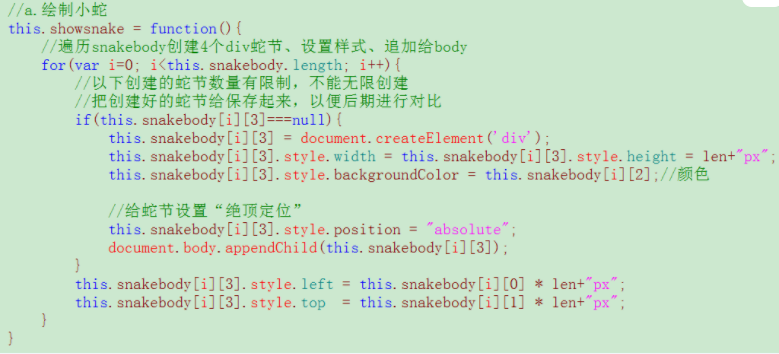 //a.绘制小蛇
this.showsnake = function(){
//遍历snakebody创建4个div蛇节、设置样式、追加给body
for(var i=0; i<this.snakebody.length; i++){
//以下创建的蛇节数量有限制，不能无限创建
//把创建好的蛇节给保存起来，以便后期进行对比
if(this.snakebody[i][3]===null){
this.snakebody[i][3] = document.createElement('div');
this.snakebody[i][3].style.width = this.snakebody[i][3].style.height = len+"px";
this.snakebody[i][3].style.backgroundColor = this.snakebody[i][2];//颜色
//给蛇节设置“绝顶定位”
this.snakebody[i][3].style.position = "absolute";
document.body.appendChild(this.snakebody[i][3]);
}
this.snakebody[i][3].style.left = this.snakebody[i][0] * len+"px";
this.snakebody[i][3].style.top  = this.snakebody[i][1] * len+"px";
}
}